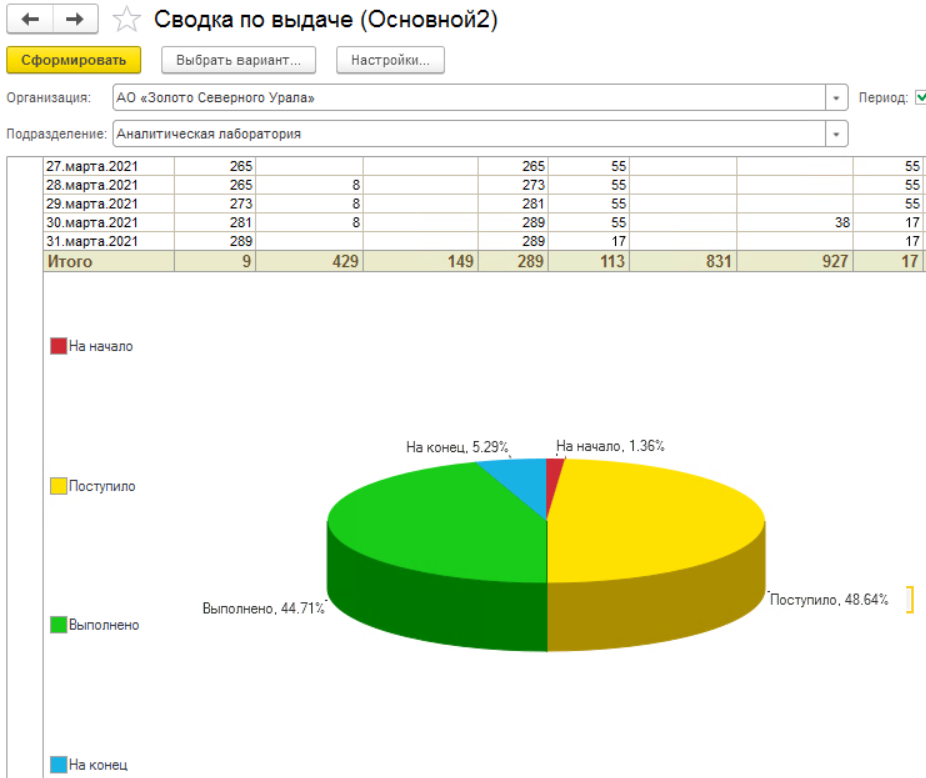 Сводка по выдаче (Основной2)
Сформировать Выбрать вариант... Настройки...
Организация: АО «Золото Северного Урала» Период:
Подразделение: Аналитическая лаборатория
27.марта.2021 265 265 55 55
28.марта.2021 265 8 273 55 55
29.марта.2021 273 8 281 55 55
30.марта.2021 281 8 289 55 38 17
31.марта.2021 289 289 17 17
Итого 9 429 149 289 113 831 927 17
На начало
На конец, 5.29% На начало, 1.36%
Поступило
Поступило, 48.64%
Выполнено, 44.71%
Выполнено
На конец